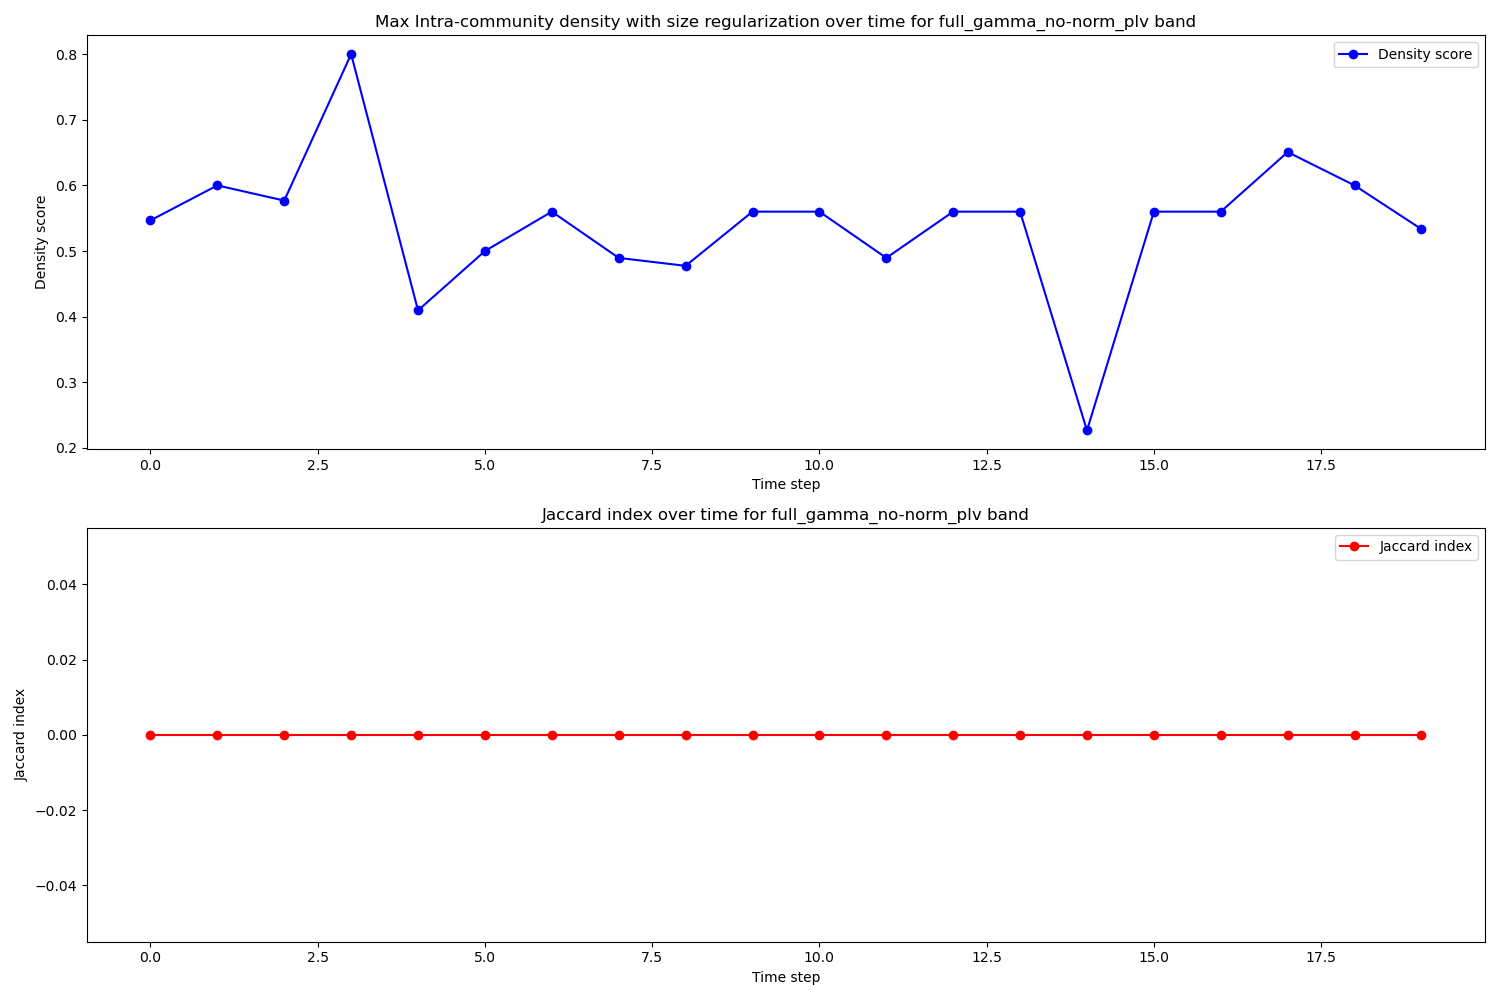 Max Intra-community density with size regularization over time for full_gamma_no-norm_plv band
Density score
0.8
0.7
0.6
0.5
0.4
0.3
0.2
Density score
0.0 2.5 5.0 7.5 10.0 12.5 15.0 17.5
Time step
Jaccard index over time for full_gamma_no-norm_plv band
Jaccard index
0.04
0.02
0.00
−0.02
−0.04
Jaccard index
0.0 2.5 5.0 7.5 10.0 12.5 15.0 17.5
Time step